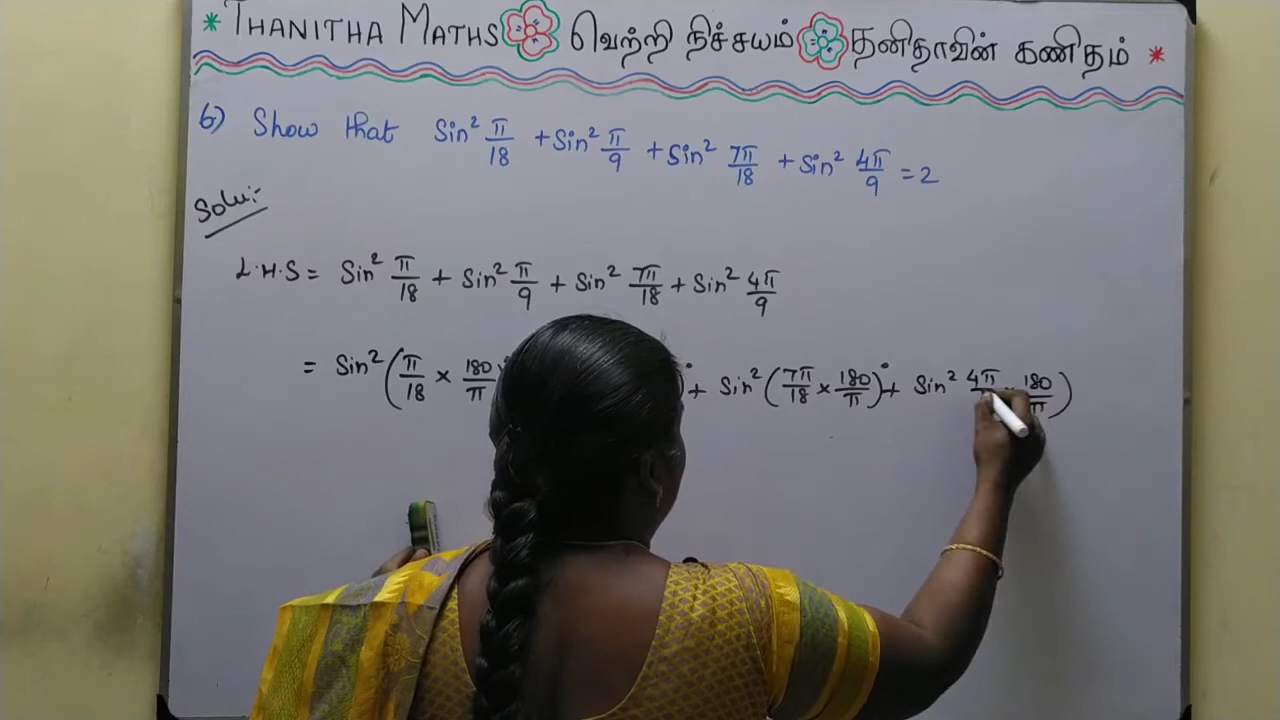 * THANITHA MATHS வெற்றி நிச்சயம் தனிதாவின் கணிதம் *
6) Show that Sin² π/18 + Sin² π/9 + Sin² 7π/18 + Sin² 4π/9 = 2
Solu:-
L.H.S = Sin² π/18 + Sin² π/9 + Sin² 7π/18 + Sin² 4π/9
= Sin² (π/18 × 180/π )° + Sin² (7π/18 × 180/π)° + Sin² 4π 180/π )